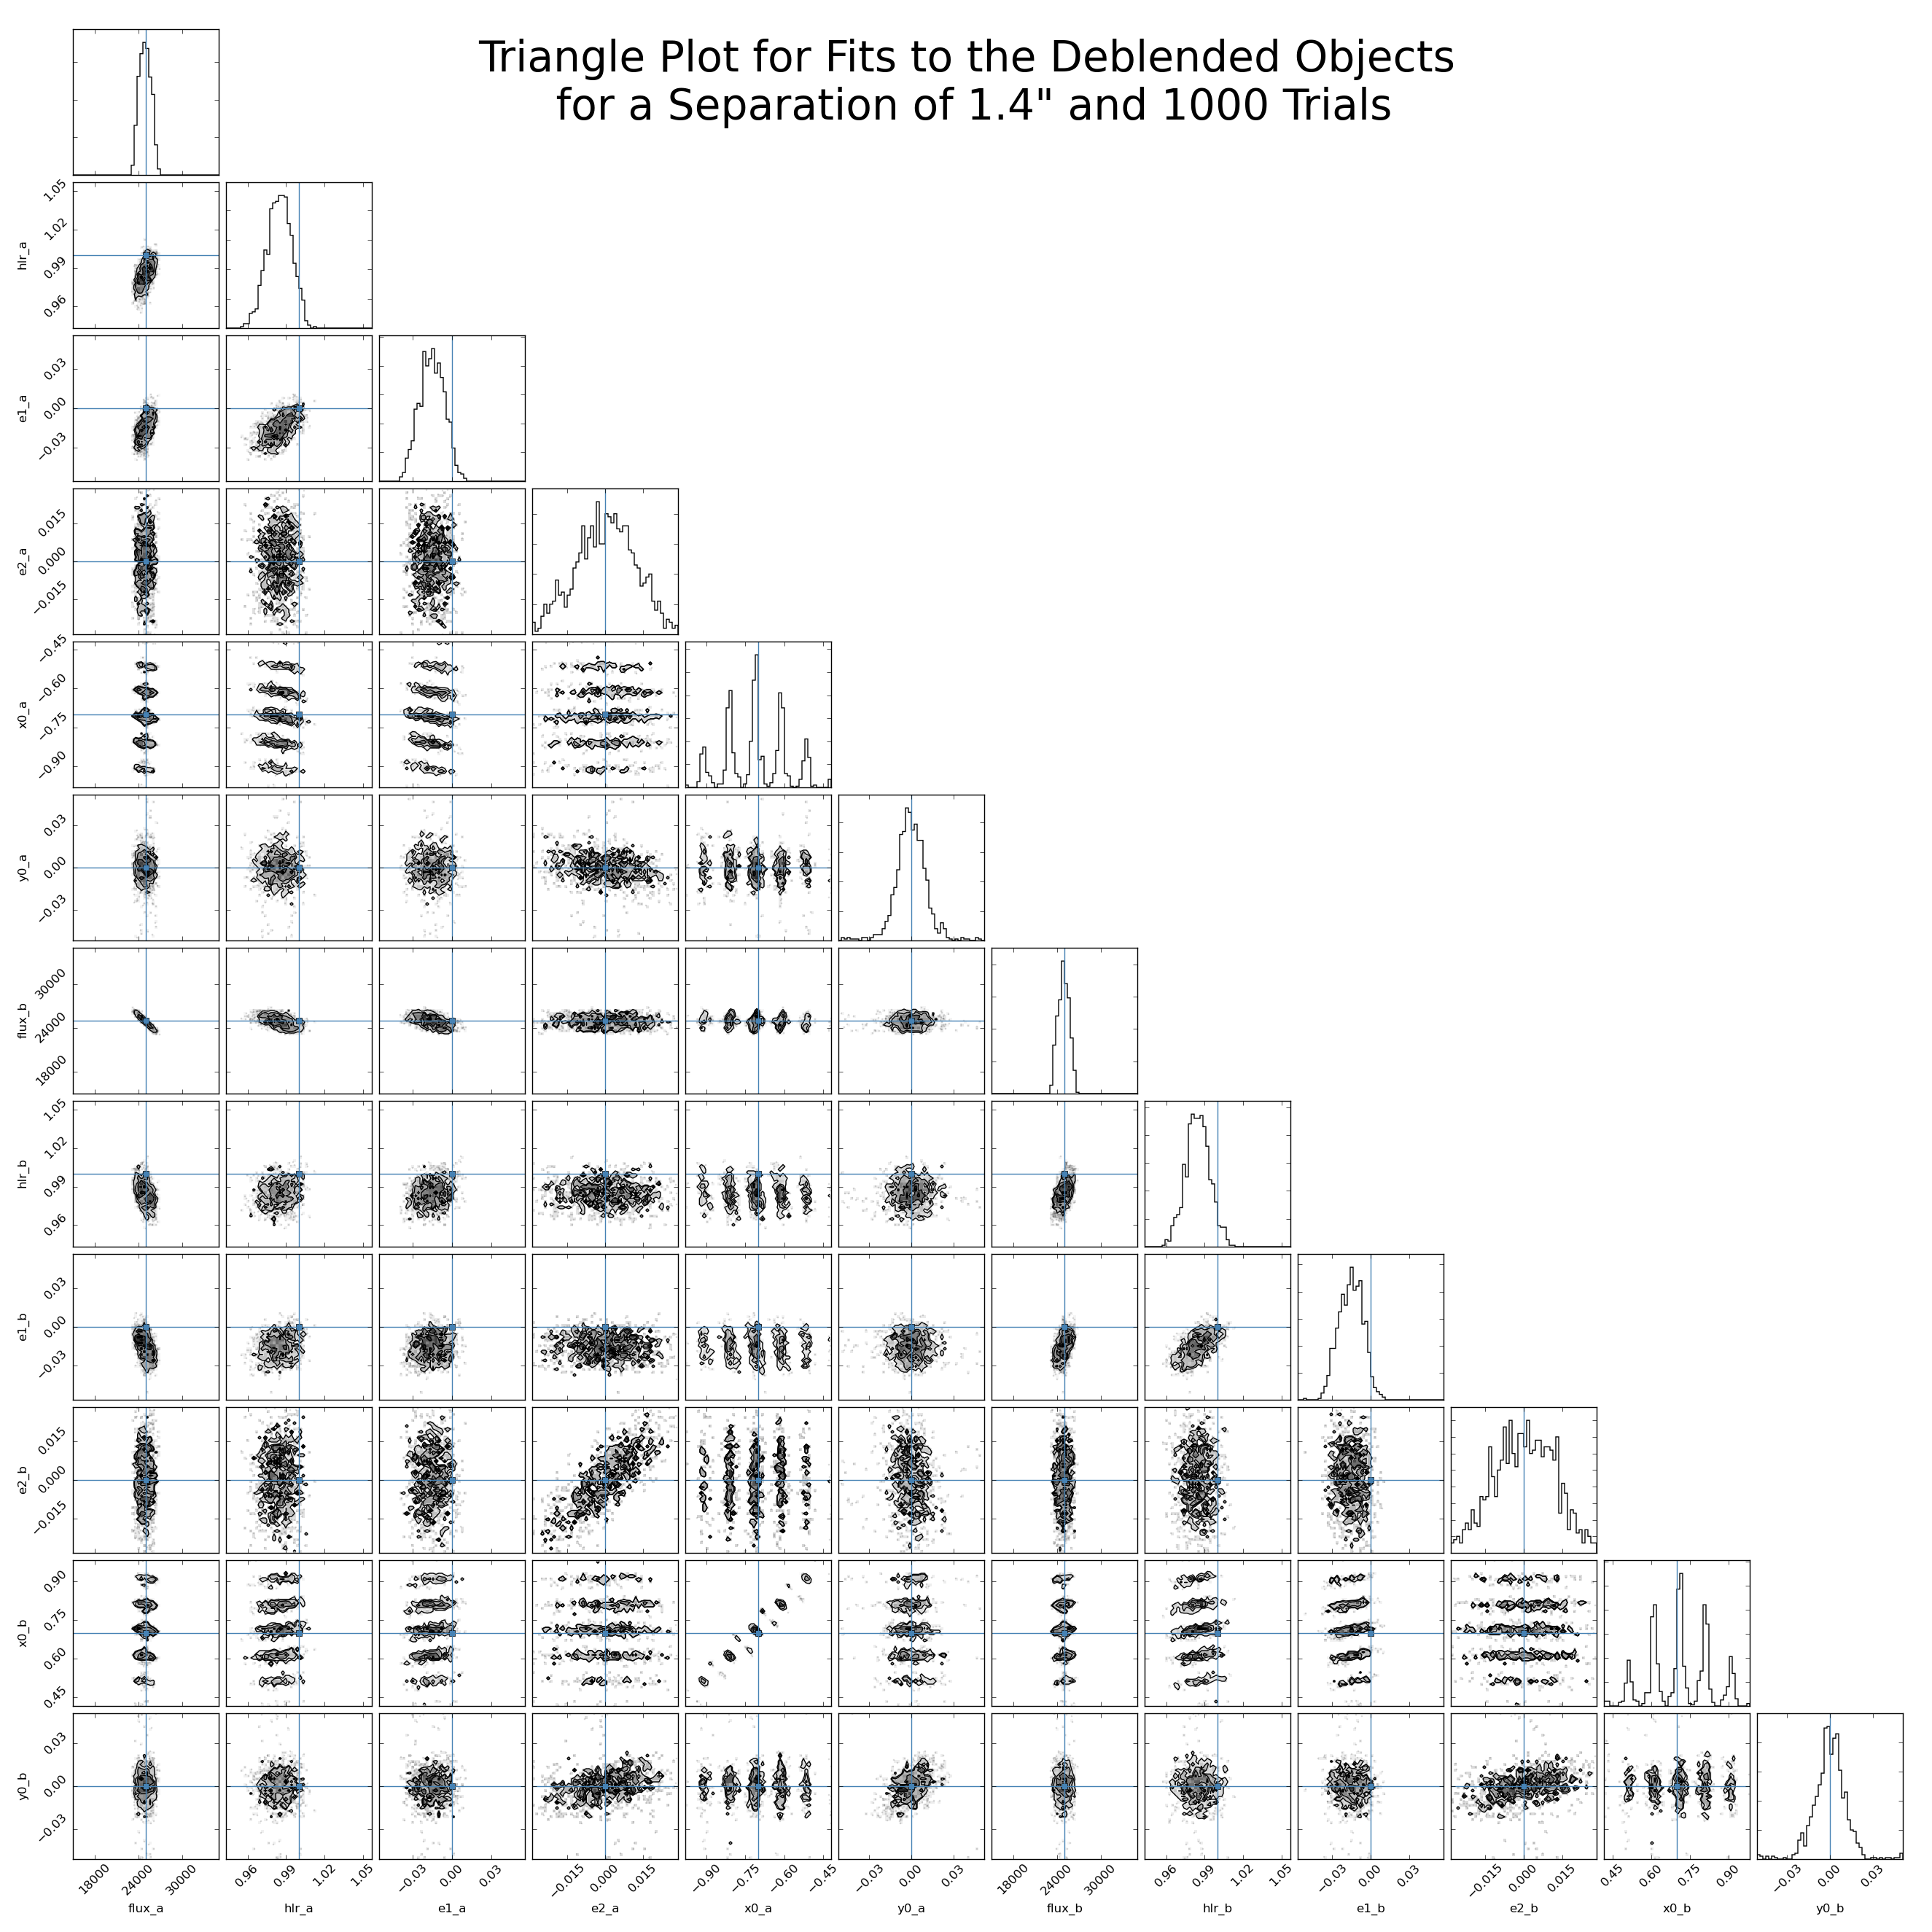 Triangle Plot for Fits to the Deblended Objects
for a Separation of 1.4" and 1000 Trials
hlr_a
1.05
1.02
0.99
0.96
e1_a
0.03
0.00
−0.03
e2_a
0.015
0.000
−0.015
x0_a
−0.45
−0.60
−0.75
−0.90
y0_a
0.03
0.00
−0.03
flux_b
30000
24000
18000
hlr_b
1.05
1.02
0.99
0.96
e1_b
0.03
0.00
−0.03
e2_b
0.015
0.000
−0.015
x0_b
0.90
0.75
0.60
0.45
y0_b
0.03
0.00
−0.03
18000 24000 30000 0.96 0.99 1.02 1.05 −0.03 0.00 0.03 −0.015 0.000 0.015 −0.90 −0.75 −0.60 −0.45 −0.03 0.00 0.03 18000 24000 30000 0.96 0.99 1.02 1.05 −0.03 0.00 0.03 −0.015 0.000 0.015 0.45 0.60 0.75 0.90 −0.03 0.00 0.03
flux_a hlr_a e1_a e2_a x0_a y0_a flux_b hlr_b e1_b e2_b x0_b y0_b